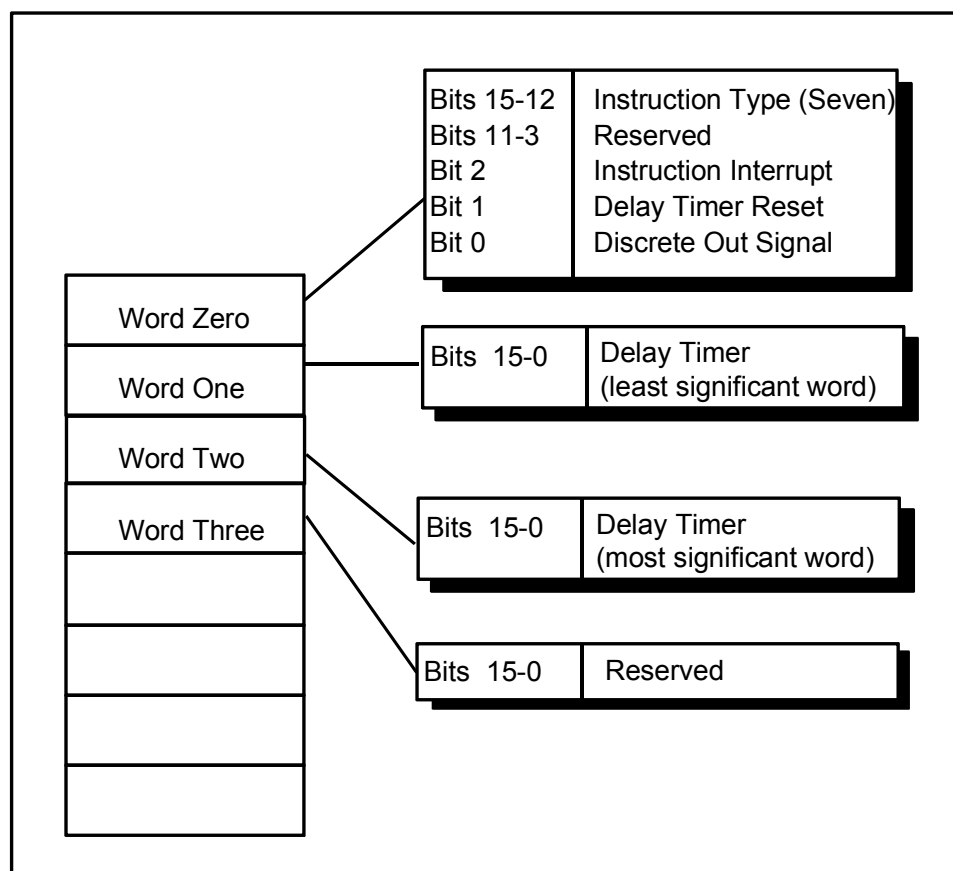 Bits 15-12 Instruction Type (Seven)
Bits 11-3 Reserved
Bit 2 Instruction Interrupt
Bit 1 Delay Timer Reset
Bit 0 Discrete Out Signal
Word Zero
Word One
Word Two
Word Three
Bits 15-0 Delay Timer
(least significant word)
Bits 15-0 Delay Timer
(most significant word)
Bits 15-0 Reserved